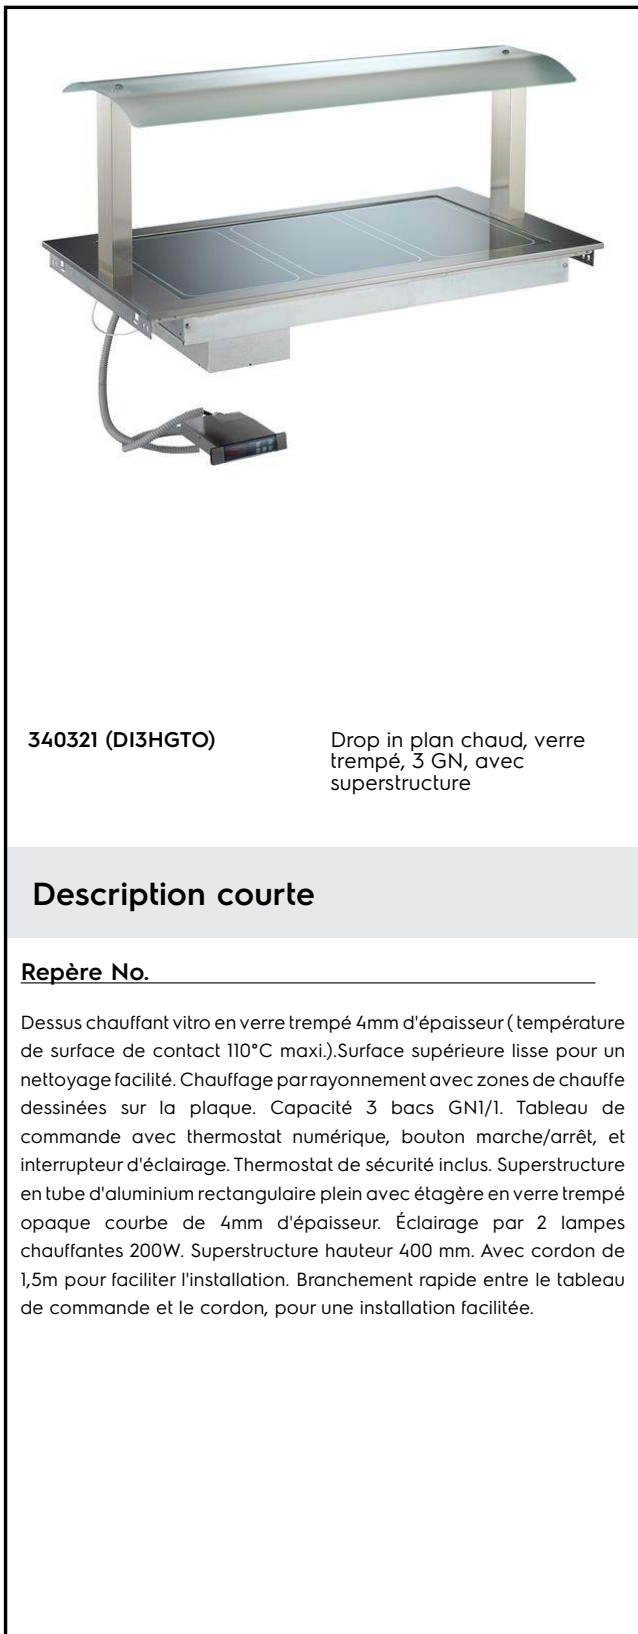 340321 (DI3HGTO)
Drop in plan chaud, verre
trempé, 3 GN, avec
superstructure
Description courte
Repère No.
Dessus chauffant vitro en verre trempé 4mm d'épaisseur ( température
de surface de contact 110°C maxi.).Surface supérieure lisse pour un
nettoyage facilité. Chauffage par rayonnement avec zones de chauffe
dessinées sur la plaque. Capacité 3 bacs GN1/1. Tableau de
commande avec thermostat numérique, bouton marche/arrêt, et
interrupteur d'éclairage. Thermostat de sécurité inclus. Superstructure
en tube d'aluminium rectangulaire plein avec étagère en verre trempé
opaque courbe de 4mm d'épaisseur. Éclairage par 2 lampes
chauffantes 200W. Superstructure hauteur 400 mm. Avec cordon de
1,5m pour faciliter l'installation. Branchement rapide entre le tableau
de commande et le cordon, pour une installation facilitée.